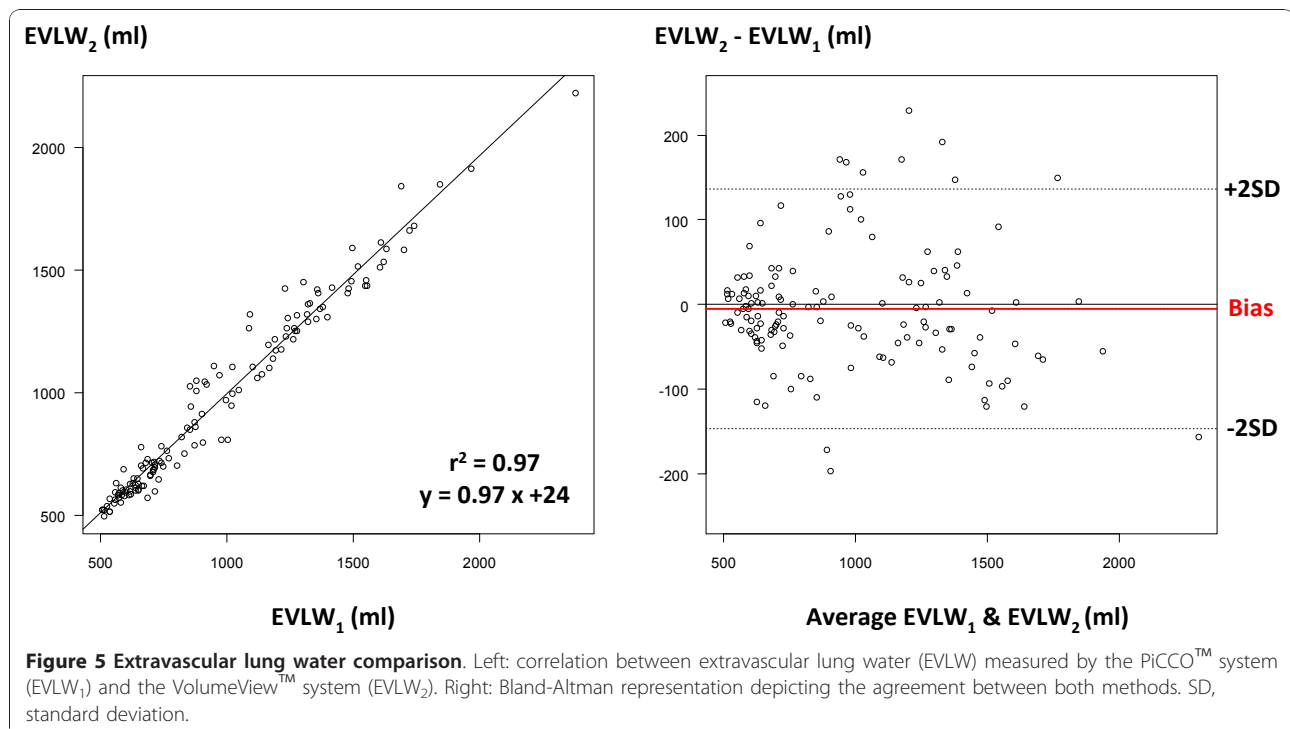 EVLW₂ (ml)
2000
1500
1000
500
500 1000 1500 2000
r² = 0.97
y = 0.97 x +24
EVLW₁ (ml)
EVLW₂ - EVLW₁ (ml)
200
100
0
-100
-200
500 1000 1500 2000
+2SD
Bias
-2SD
Average EVLW₁ & EVLW₂ (ml)
Figure 5 Extravascular lung water comparison. Left: correlation between extravascular lung water (EVLW) measured by the PiCCO™ system
(EVLW₁) and the VolumeView™ system (EVLW₂). Right: Bland-Altman representation depicting the agreement between both methods. SD,
standard deviation.